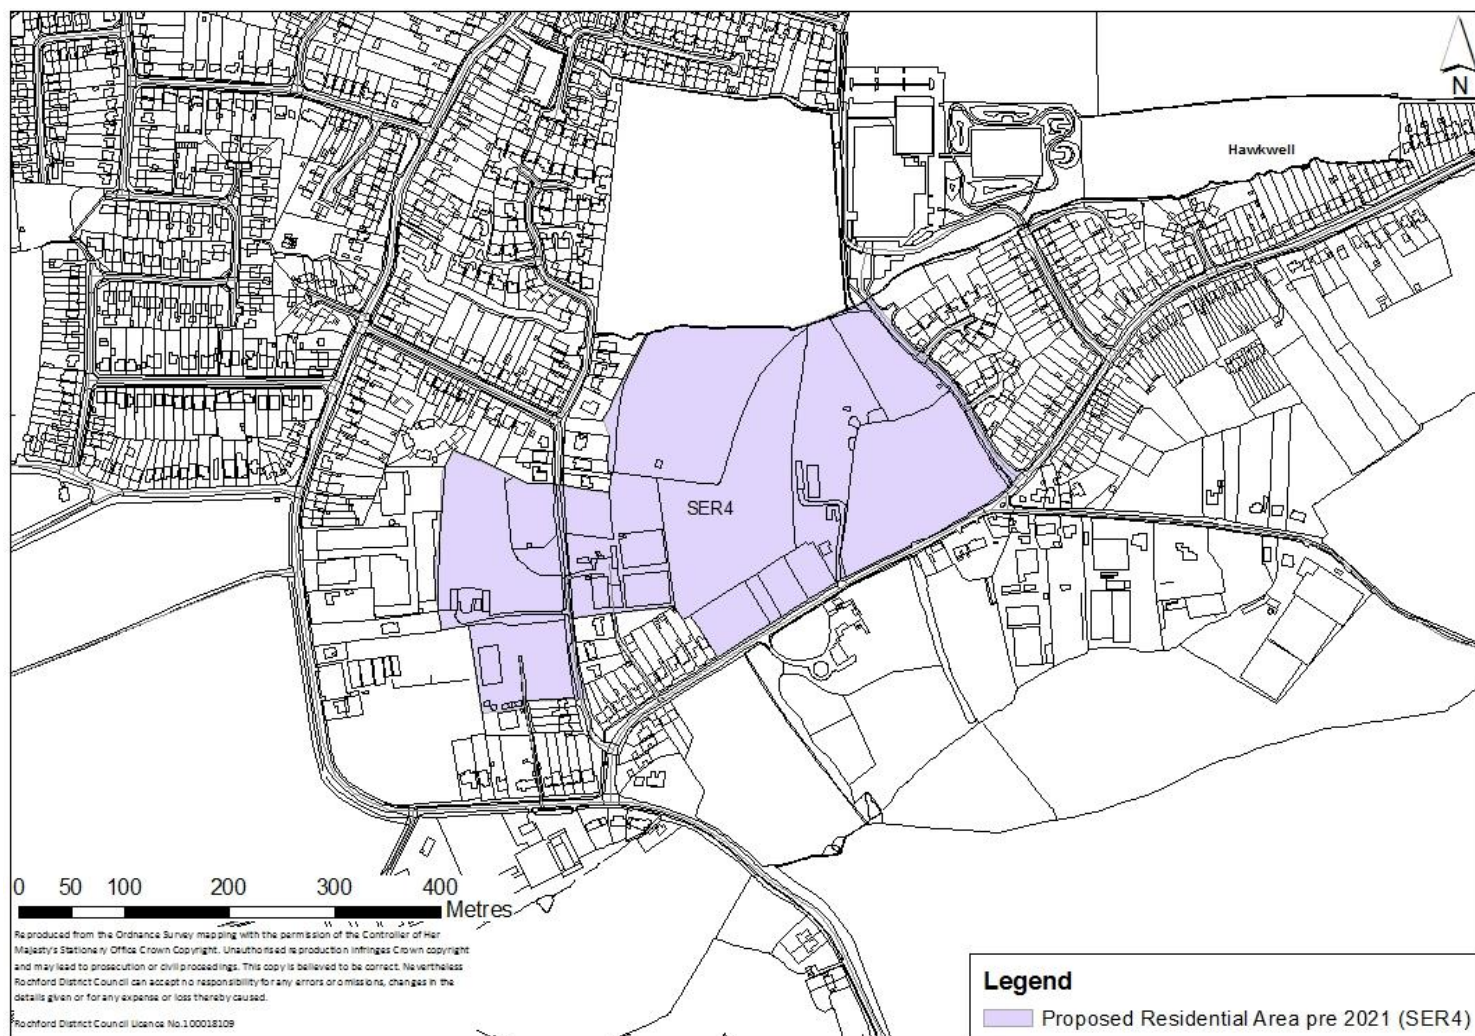 N
Hawkwell
SER4
0 50 100 200 300 400
Metres
Reproduced from the Ordnance Survey mapping with the permission of the Controller of Her
Majesty's Stationery Office Crown Copyright. Unauthorised reproduction infringes Crown copyright
and may lead to prosecution or civil proceedings. This copy is believed to be correct. Nevertheless
Rochford District Council can accept no responsibility for any errors or omissions, changes in the
details given or for any expense or loss thereby caused.
Rochford District Council Licence No.100018109
Legend
Proposed Residential Area pre 2021 (SER4)